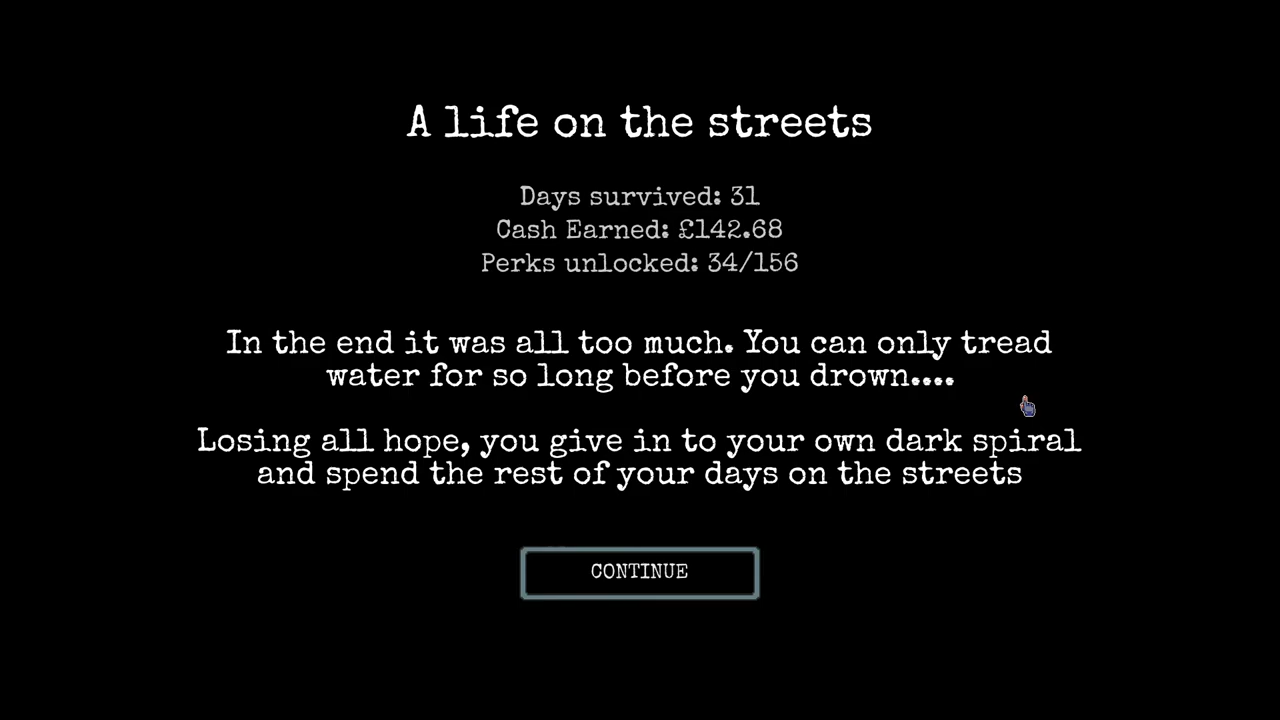 A life on the streets
Days survived: 31
Cash Earned: £142.68
Perks unlocked: 34/156
In the end it was all too much. You can only tread
water for so long before you drown....
Losing all hope, you give in to your own dark spiral
and spend the rest of your days on the streets
CONTINUE